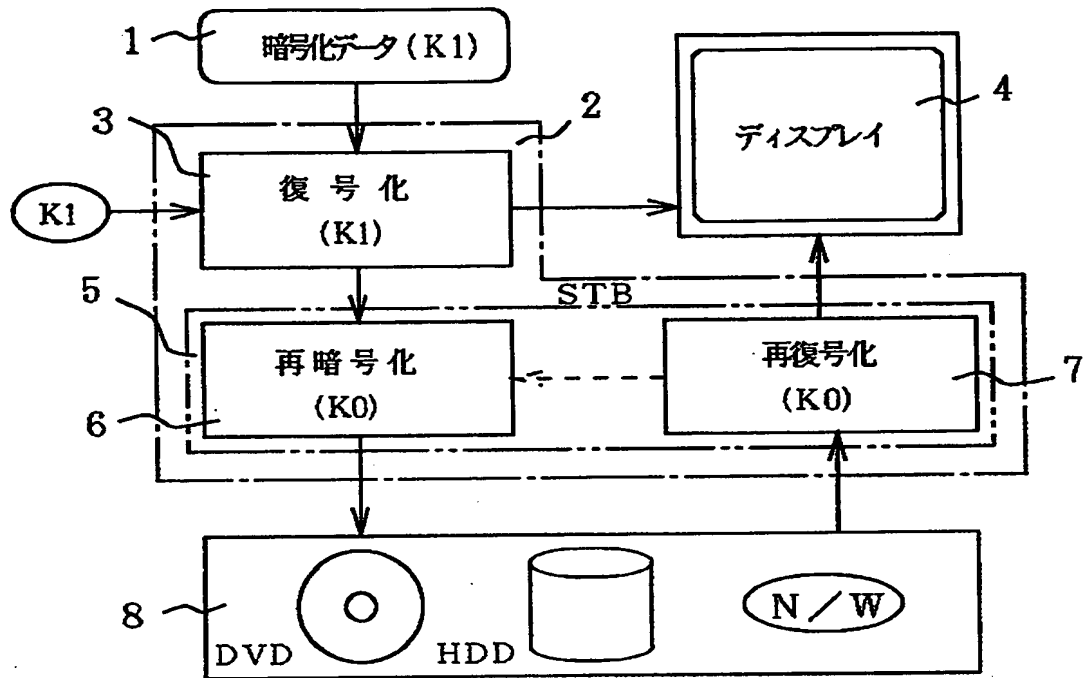 1
暗号化データ(K1)
2
3
復号化
(K1)
K1
4
ディスプレイ
STB
5
再暗号化
(K0)
6
再復号化
(K0)
7
8
DVD
HDD
N/W